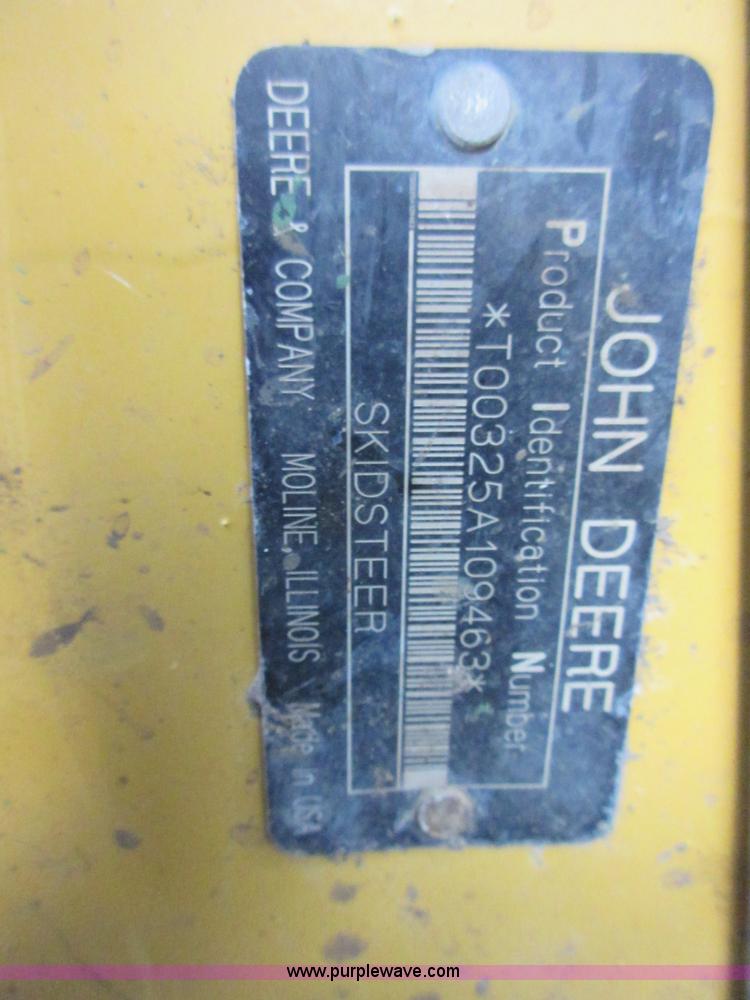 JOHN DEERE
Product Identification Number
*T00325A109463*
SKIDSTEER
DEERE & COMPANY MOLINE, ILLINOIS Made in USA
www.purplewave.com